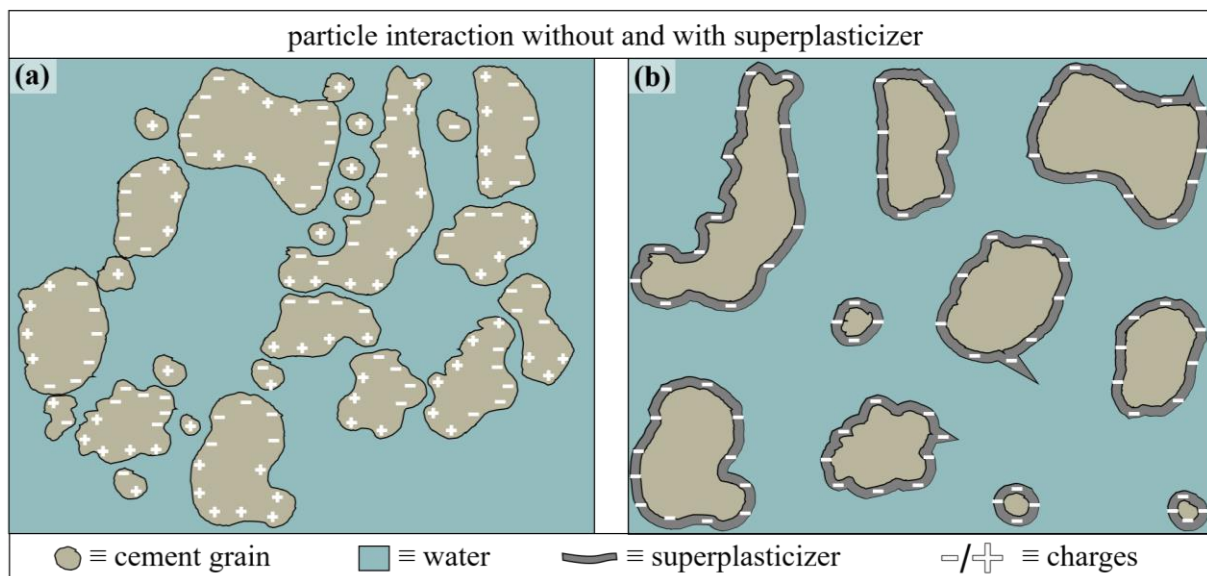 particle interaction without and with superplasticizer
(a)
(b)
≡ cement grain
≡ water
≡ superplasticizer
−/+ ≡ charges